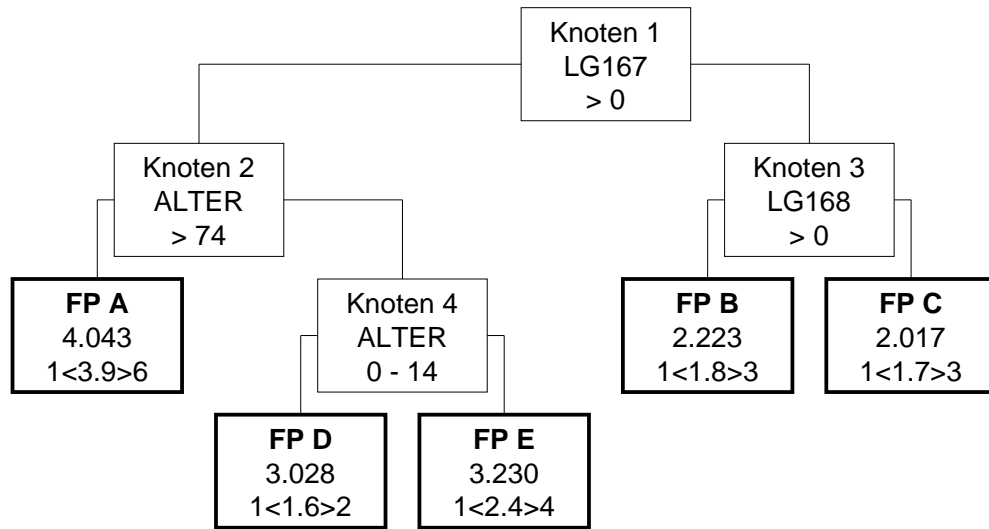 Knoten 1
LG167
> 0
Knoten 2
ALTER
> 74
Knoten 3
LG168
> 0
FP A
4.043
1<3.9>6
Knoten 4
ALTER
0 - 14
FP B
2.223
1<1.8>3
FP C
2.017
1<1.7>3
FP D
3.028
1<1.6>2
FP E
3.230
1<2.4>4